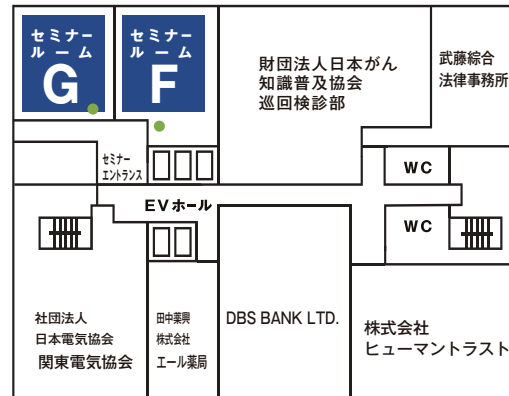 セミナー
ルーム
G
セミナー
ルーム
F
財団法人日本がん
知識普及協会
巡回検診部
武藤綜合
法律事務所
セミナー
エントランス
WC
EVホール
WC
社団法人
日本電気協会
関東電気協会
田中薬興
株式会社
エール薬局
DBS BANK LTD.
株式会社
ヒューマントラスト